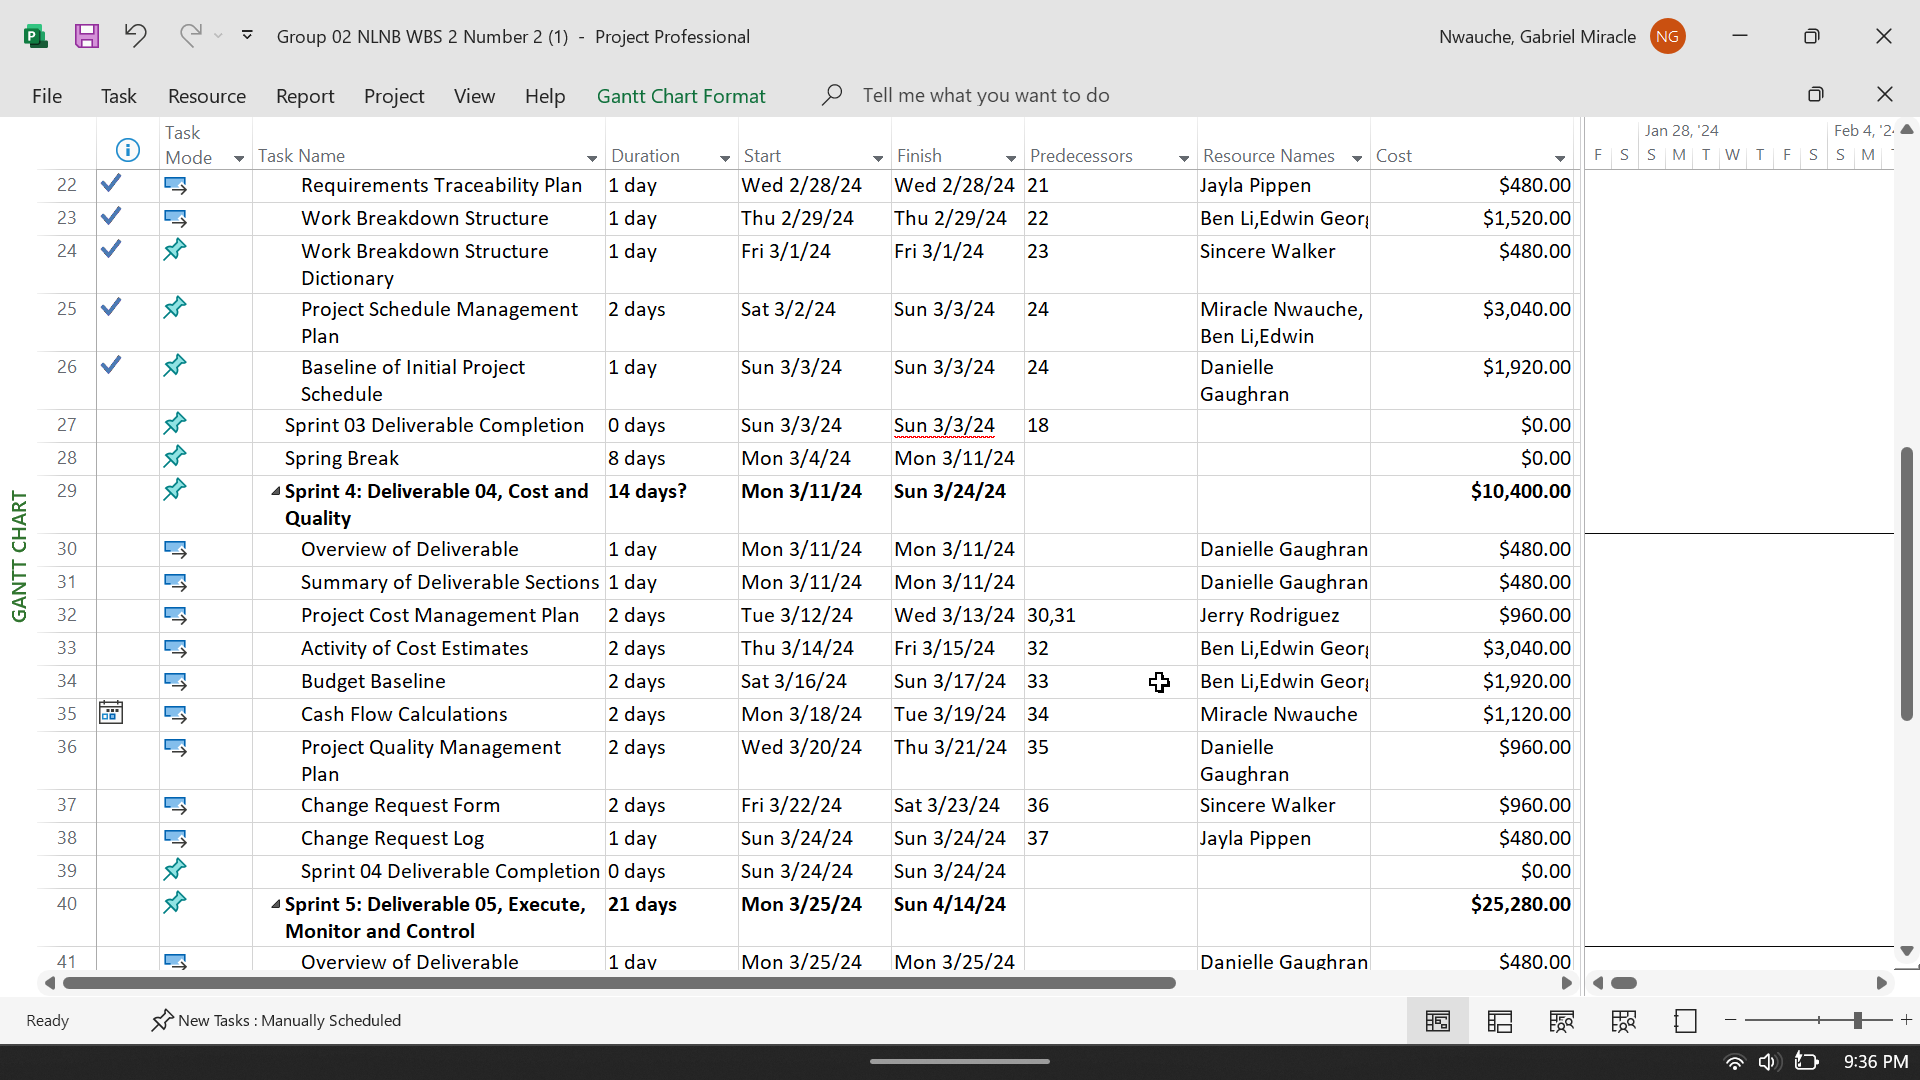 Group 02 NLNB WBS 2 Number 2 (1) - Project Professional
Nwauche, Gabriel Miracle NG
File Task Resource Report Project View Help Gantt Chart Format Tell me what you want to do
Task Mode Task Name Duration Start Finish Predecessors Resource Names Cost
Jan 28, '24 Feb 4, '24
F S S M T W T F S S M T
22 Requirements Traceability Plan 1 day Wed 2/28/24 Wed 2/28/24 21 Jayla Pippen $480.00
23 Work Breakdown Structure 1 day Thu 2/29/24 Thu 2/29/24 22 Ben Li,Edwin Georg $1,520.00
24 Work Breakdown Structure 1 day Fri 3/1/24 Fri 3/1/24 23 Sincere Walker $480.00
Dictionary
25 Project Schedule Management 2 days Sat 3/2/24 Sun 3/3/24 24 Miracle Nwauche, $3,040.00
Plan Ben Li,Edwin
26 Baseline of Initial Project 1 day Sun 3/3/24 Sun 3/3/24 24 Danielle $1,920.00
Schedule Gaughran
27 Sprint 03 Deliverable Completion 0 days Sun 3/3/24 Sun 3/3/24 18 $0.00
28 Spring Break 8 days Mon 3/4/24 Mon 3/11/24 $0.00
29 Sprint 4: Deliverable 04, Cost and 14 days? Mon 3/11/24 Sun 3/24/24 $10,400.00
Quality
30 Overview of Deliverable 1 day Mon 3/11/24 Mon 3/11/24 Danielle Gaughran $480.00
31 Summary of Deliverable Sections 1 day Mon 3/11/24 Mon 3/11/24 Danielle Gaughran $480.00
32 Project Cost Management Plan 2 days Tue 3/12/24 Wed 3/13/24 30,31 Jerry Rodriguez $960.00
33 Activity of Cost Estimates 2 days Thu 3/14/24 Fri 3/15/24 32 Ben Li,Edwin Georg $3,040.00
34 Budget Baseline 2 days Sat 3/16/24 Sun 3/17/24 33 Ben Li,Edwin Georg $1,920.00
35 Cash Flow Calculations 2 days Mon 3/18/24 Tue 3/19/24 34 Miracle Nwauche $1,120.00
36 Project Quality Management 2 days Wed 3/20/24 Thu 3/21/24 35 Danielle $960.00
Plan Gaughran
37 Change Request Form 2 days Fri 3/22/24 Sat 3/23/24 36 Sincere Walker $960.00
38 Change Request Log 1 day Sun 3/24/24 Sun 3/24/24 37 Jayla Pippen $480.00
39 Sprint 04 Deliverable Completion 0 days Sun 3/24/24 Sun 3/24/24 $0.00
40 Sprint 5: Deliverable 05, Execute, 21 days Mon 3/25/24 Sun 4/14/24 $25,280.00
Monitor and Control
41 Overview of Deliverable 1 day Mon 3/25/24 Mon 3/25/24 Danielle Gaughran $480.00
GANTT CHART
Ready New Tasks : Manually Scheduled
9:36 PM